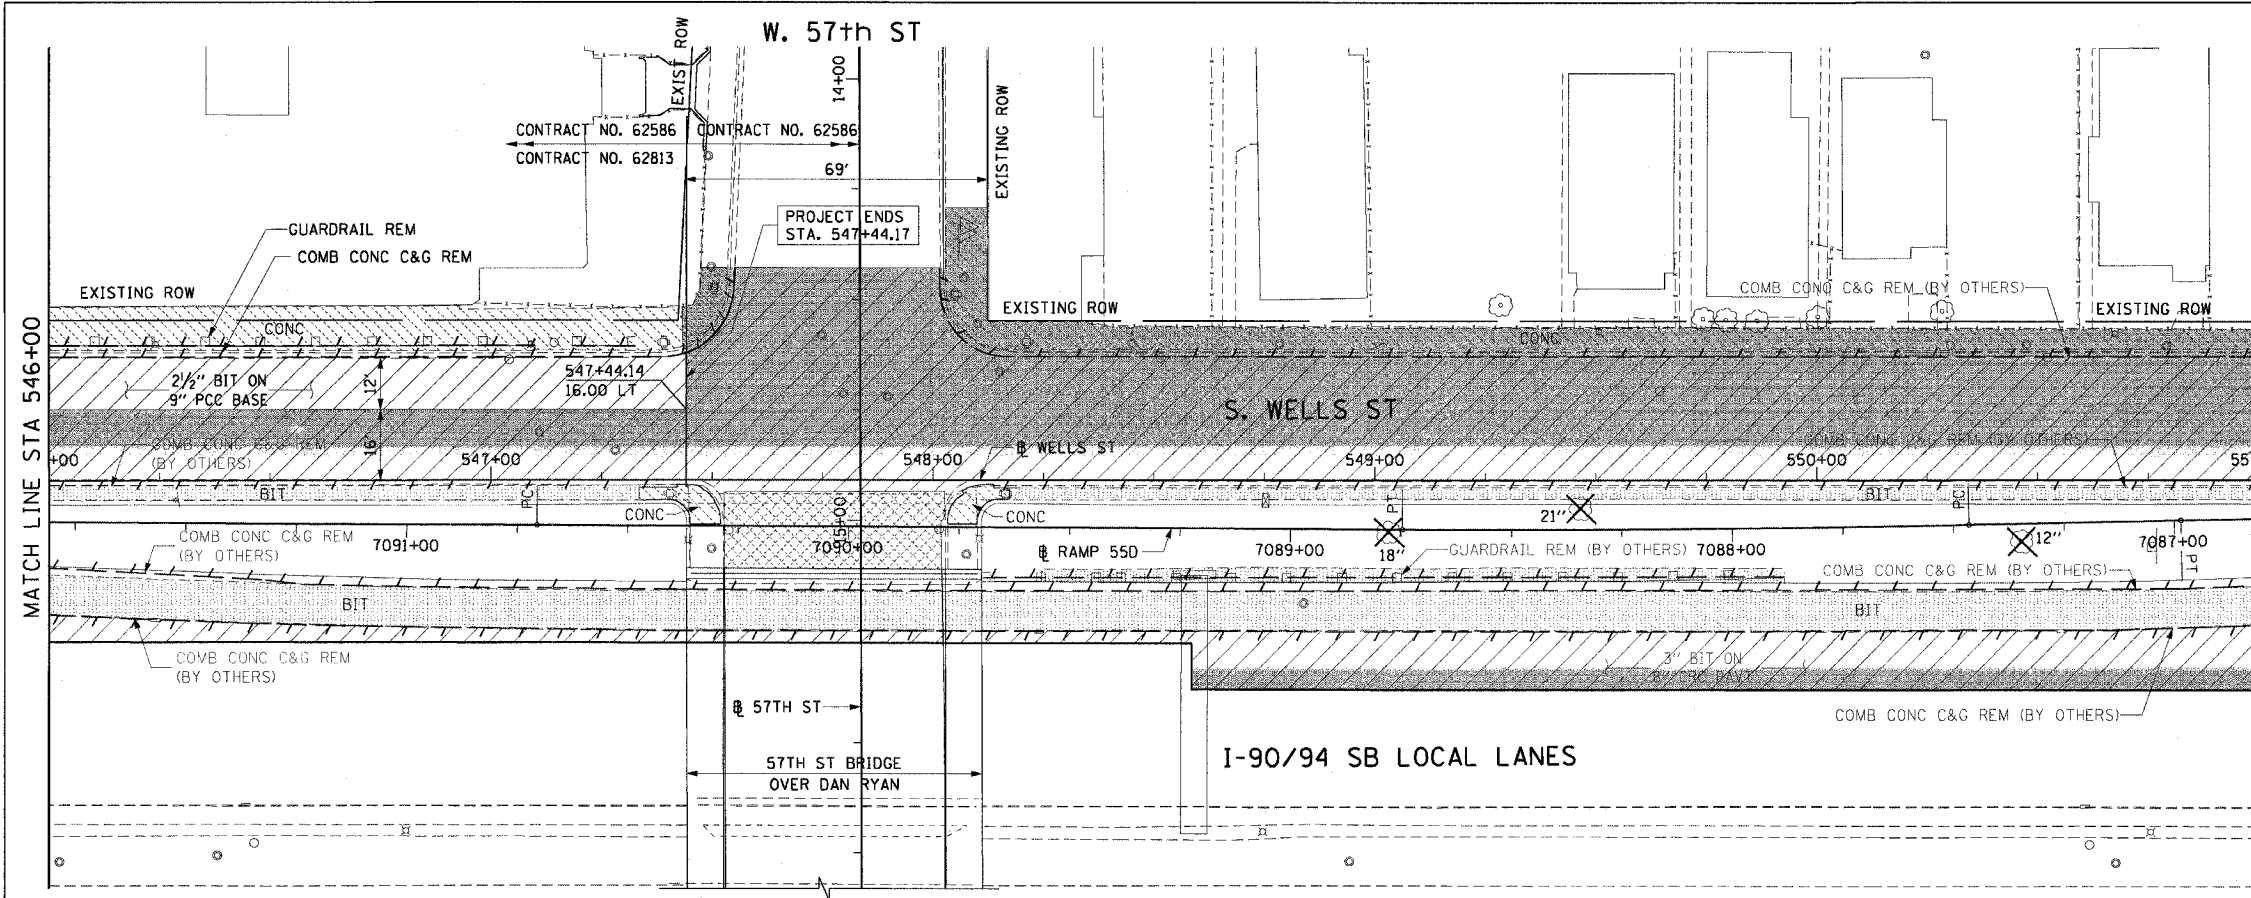 W. 57th ST
EXIST ROW
14+00
EXISTING ROW
CONTRACT NO. 62586
CONTRACT NO. 62586
CONTRACT NO. 62813
69'
PROJECT ENDS
STA. 547+44.17
GUARDRAIL REM
COMB CONC C&G REM
EXISTING ROW
EXISTING ROW
COMB CONC C&G REM (BY OTHERS)
EXISTING ROW
MATCH LINE STA 546+00
CONC
CONC
2½" BIT ON
9" PCC BASE
12'
547+44.14
16.00 LT
S. WELLS ST
COMB CONC C&G REM
(BY OTHERS)
16'
COMB CONC C&G REM (BY OTHERS)
+00
547+00
548+00
℄ WELLS ST
549+00
550+00
55
BIT
PC
CONC
15+00
CONC
PT
21"
BIT
PC
COMB CONC C&G REM
(BY OTHERS)
7091+00
7090+00
℄ RAMP 55D
7089+00
18"
GUARDRAIL REM (BY OTHERS)
7088+00
12"
7087+00
PT
COMB CONC C&G REM (BY OTHERS)
BIT
BIT
COMB CONC C&G REM
(BY OTHERS)
3" BIT ON
COMB CONC C&G REM (BY OTHERS)
℄ 57TH ST
57TH ST BRIDGE
OVER DAN RYAN
I-90/94 SB LOCAL LANES